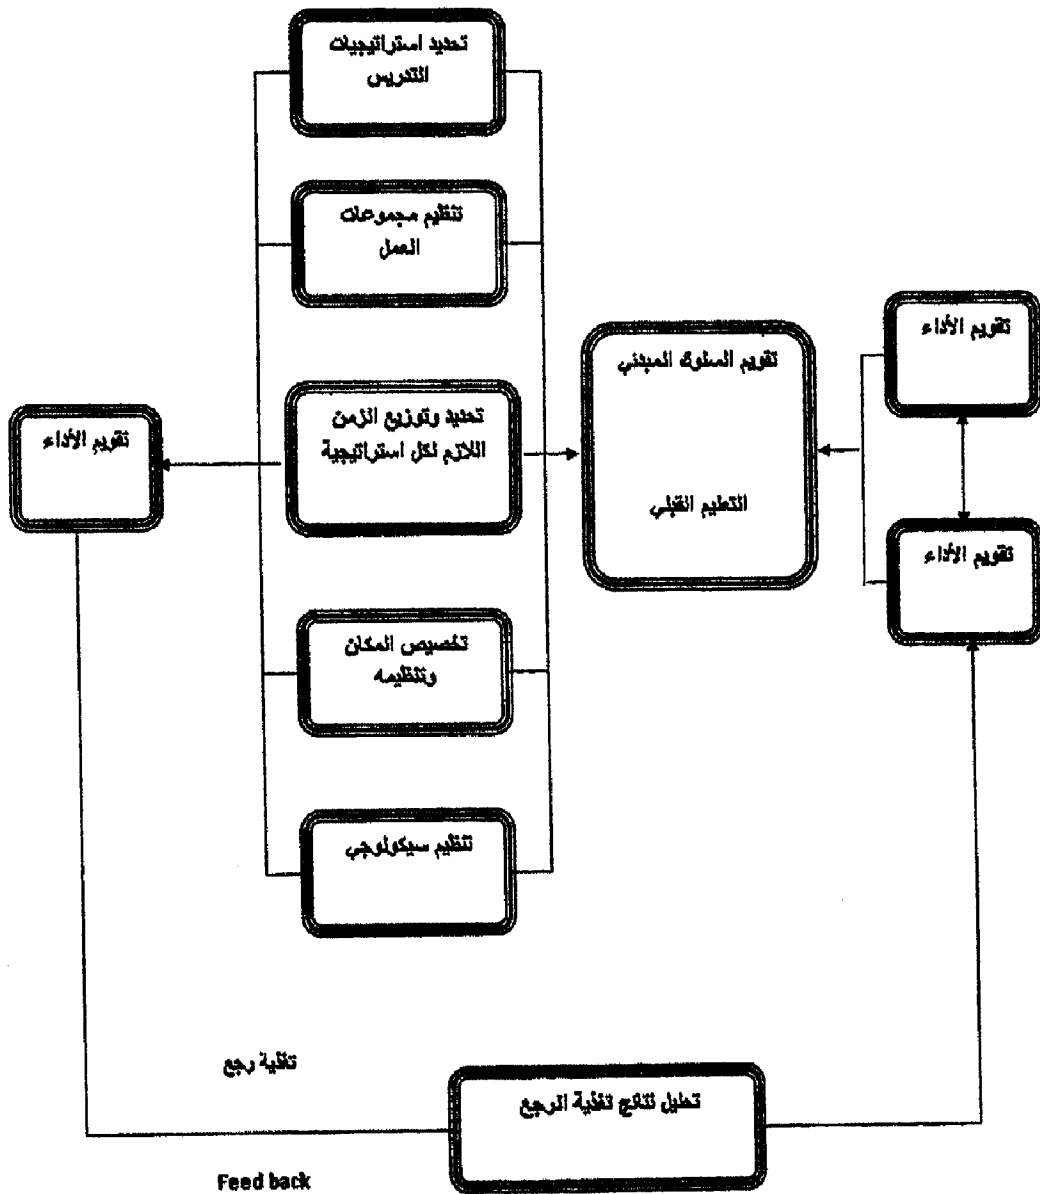 تحديد استراتيجيات
التدريس
تنظيم مجموعات
العمل
تقويم الأداء
تقويم السلوك المبدئي
تحديد وتوزيع الزمن
اللازم لكل استراتيجية
تقويم الأداء
التعليم القبلي
تقويم الأداء
تخصيص المكان
وتنظيمه
تنظيم سيكولوجي
تغذية رجع
تحليل نتائج تغذية الرجع
Feed back